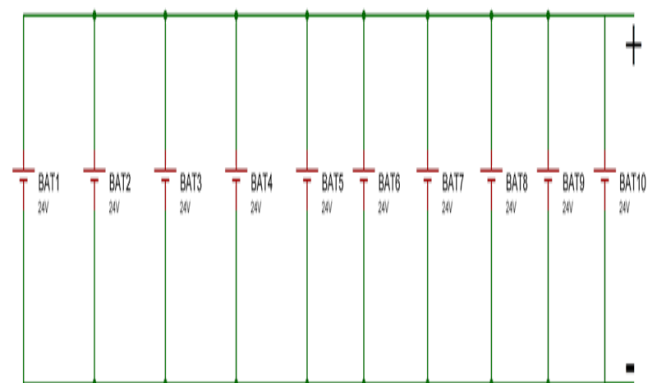 +
BAT1 BAT2 BAT3 BAT4 BAT5 BAT6 BAT7 BAT8 BAT9 BAT10
24V 24V 24V 24V 24V 24V 24V 24V 24V 24V
-